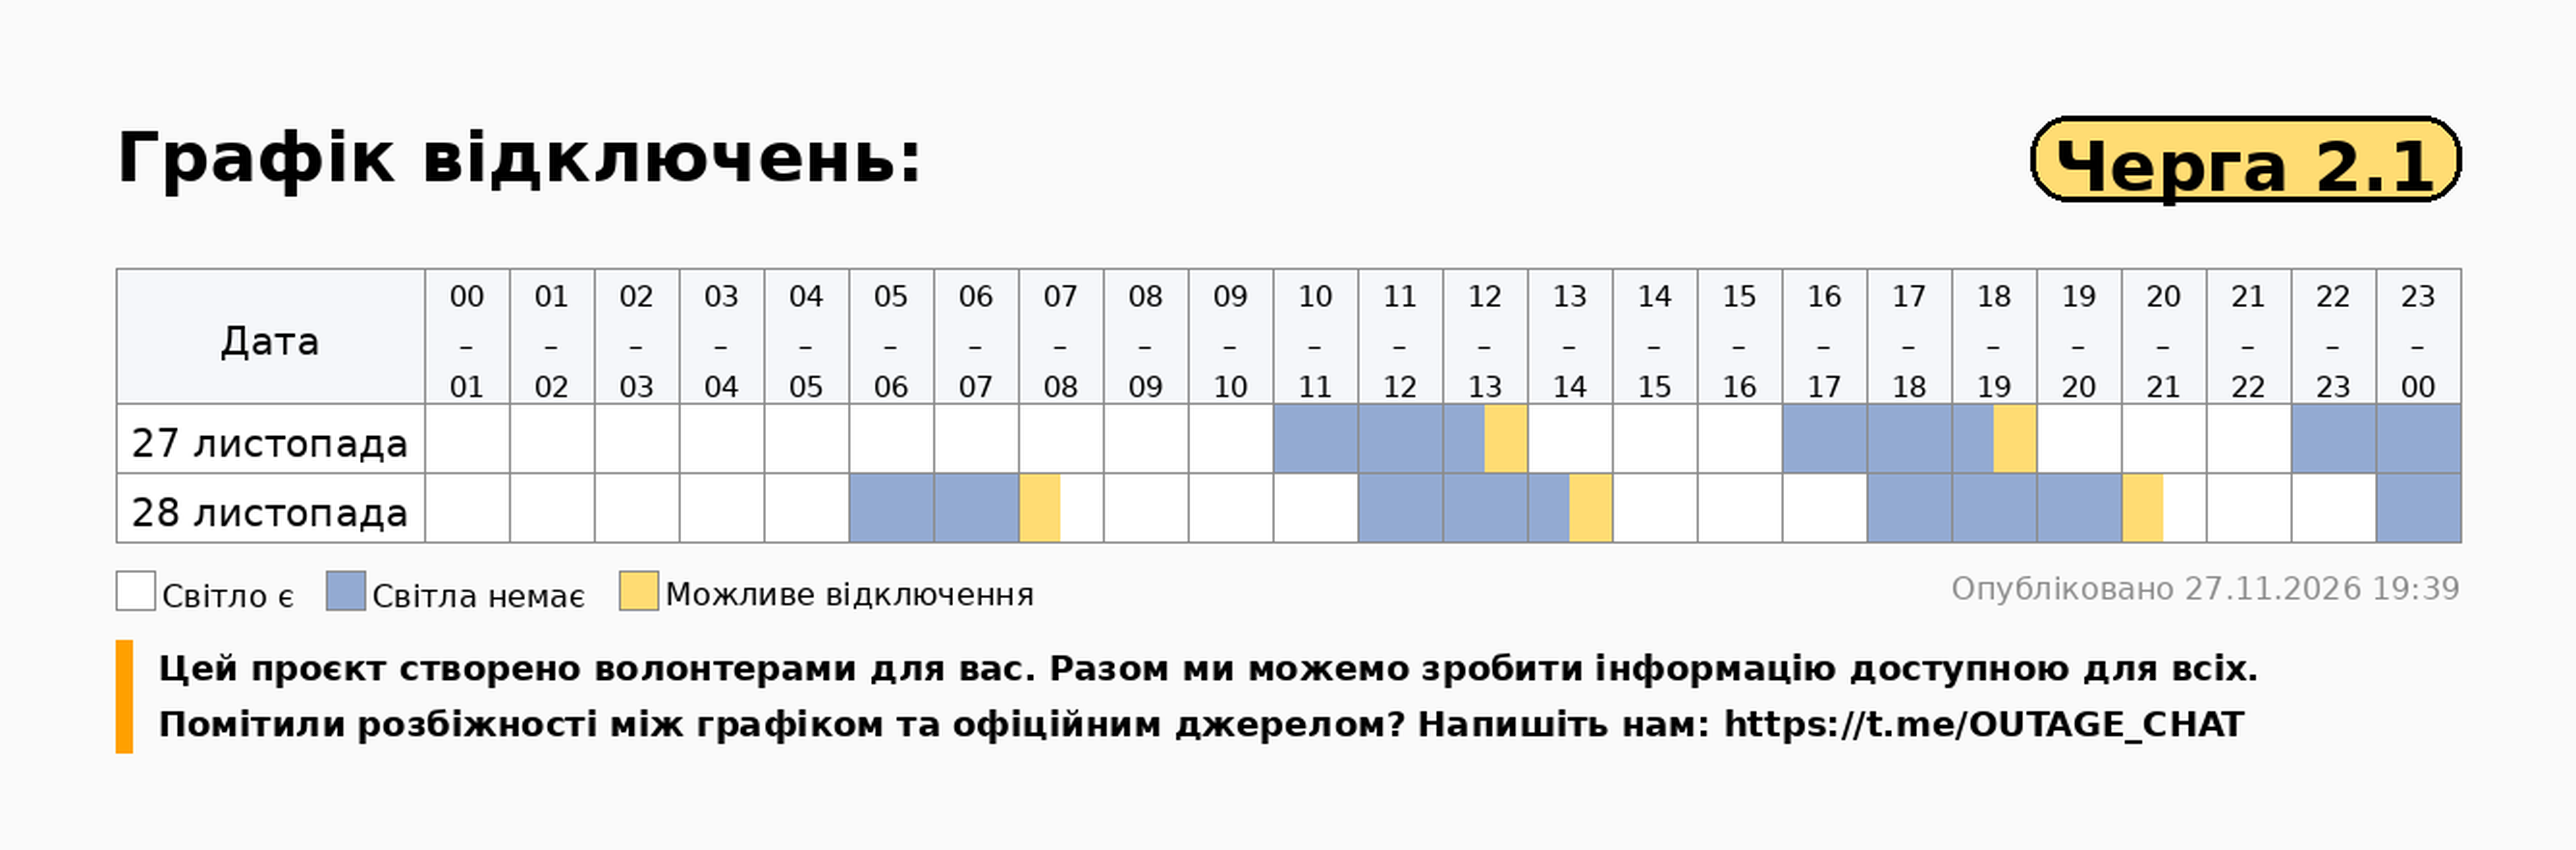 Графік відключень:
Черга 2.1
Дата
00 – 01
01 – 02
02 – 03
03 – 04
04 – 05
05 – 06
06 – 07
07 – 08
08 – 09
09 – 10
10 – 11
11 – 12
12 – 13
13 – 14
14 – 15
15 – 16
16 – 17
17 – 18
18 – 19
19 – 20
20 – 21
21 – 22
22 – 23
23 – 00
27 листопада
28 листопада
Світло є
Світла немає
Можливе відключення
Опубліковано 27.11.2026 19:39
Цей проєкт створено волонтерами для вас. Разом ми можемо зробити інформацію доступною для всіх.
Помітили розбіжності між графіком та офіційним джерелом? Напишіть нам: https://t.me/OUTAGE_CHAT